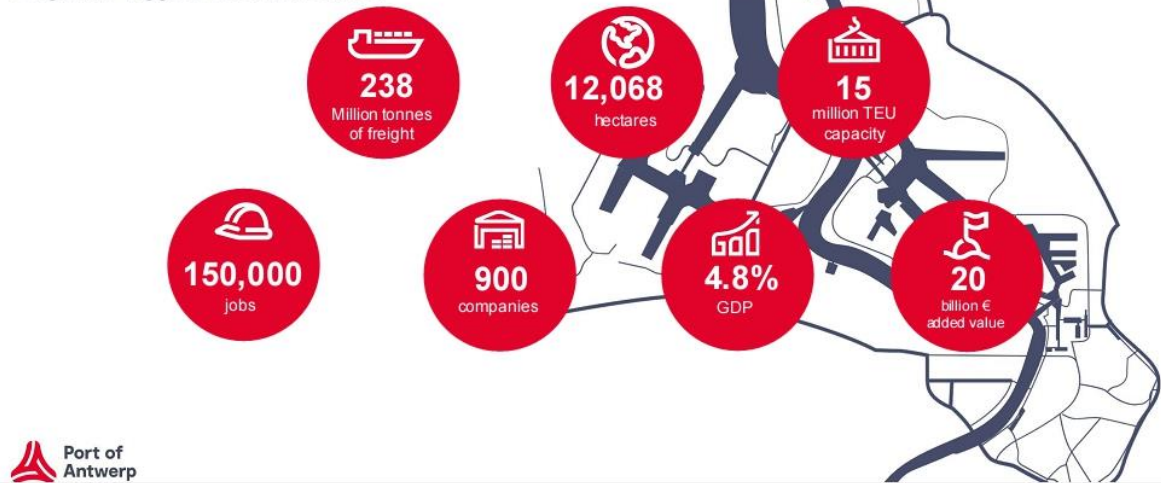 238
Million tonnes
of freight
12,068
hectares
15
million TEU
capacity
150,000
jobs
900
companies
4.8%
GDP
20
billion €
added value
Port of
Antwerp